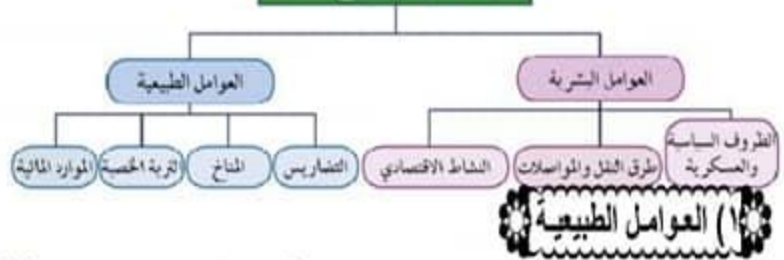 العوامل البشرية
العوامل الطبيعية
الظروف السياسية
والعسكرية
طرق النقل والمواصلات
النشاط الاقتصادي
التضاريس
المناخ
التربة الخصبة
الموارد المائية
١) العوامل الطبيعية